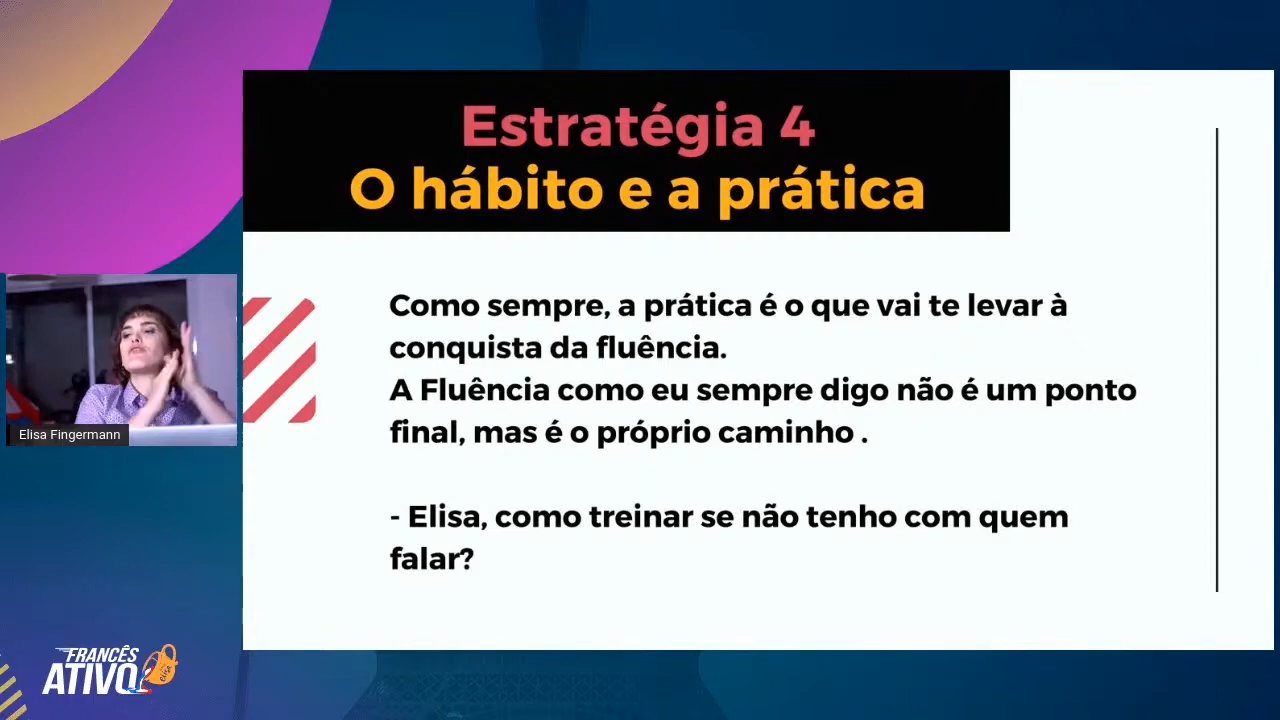 Estratégia 4
O hábito e a prática
Como sempre, a prática é o que vai te levar à
conquista da fluência.
A Fluência como eu sempre digo não é um ponto
final, mas é o próprio caminho .
- Elisa, como treinar se não tenho com quem
falar?
Elisa Fingermann
FRANCÊS
ATIVO
ELISA